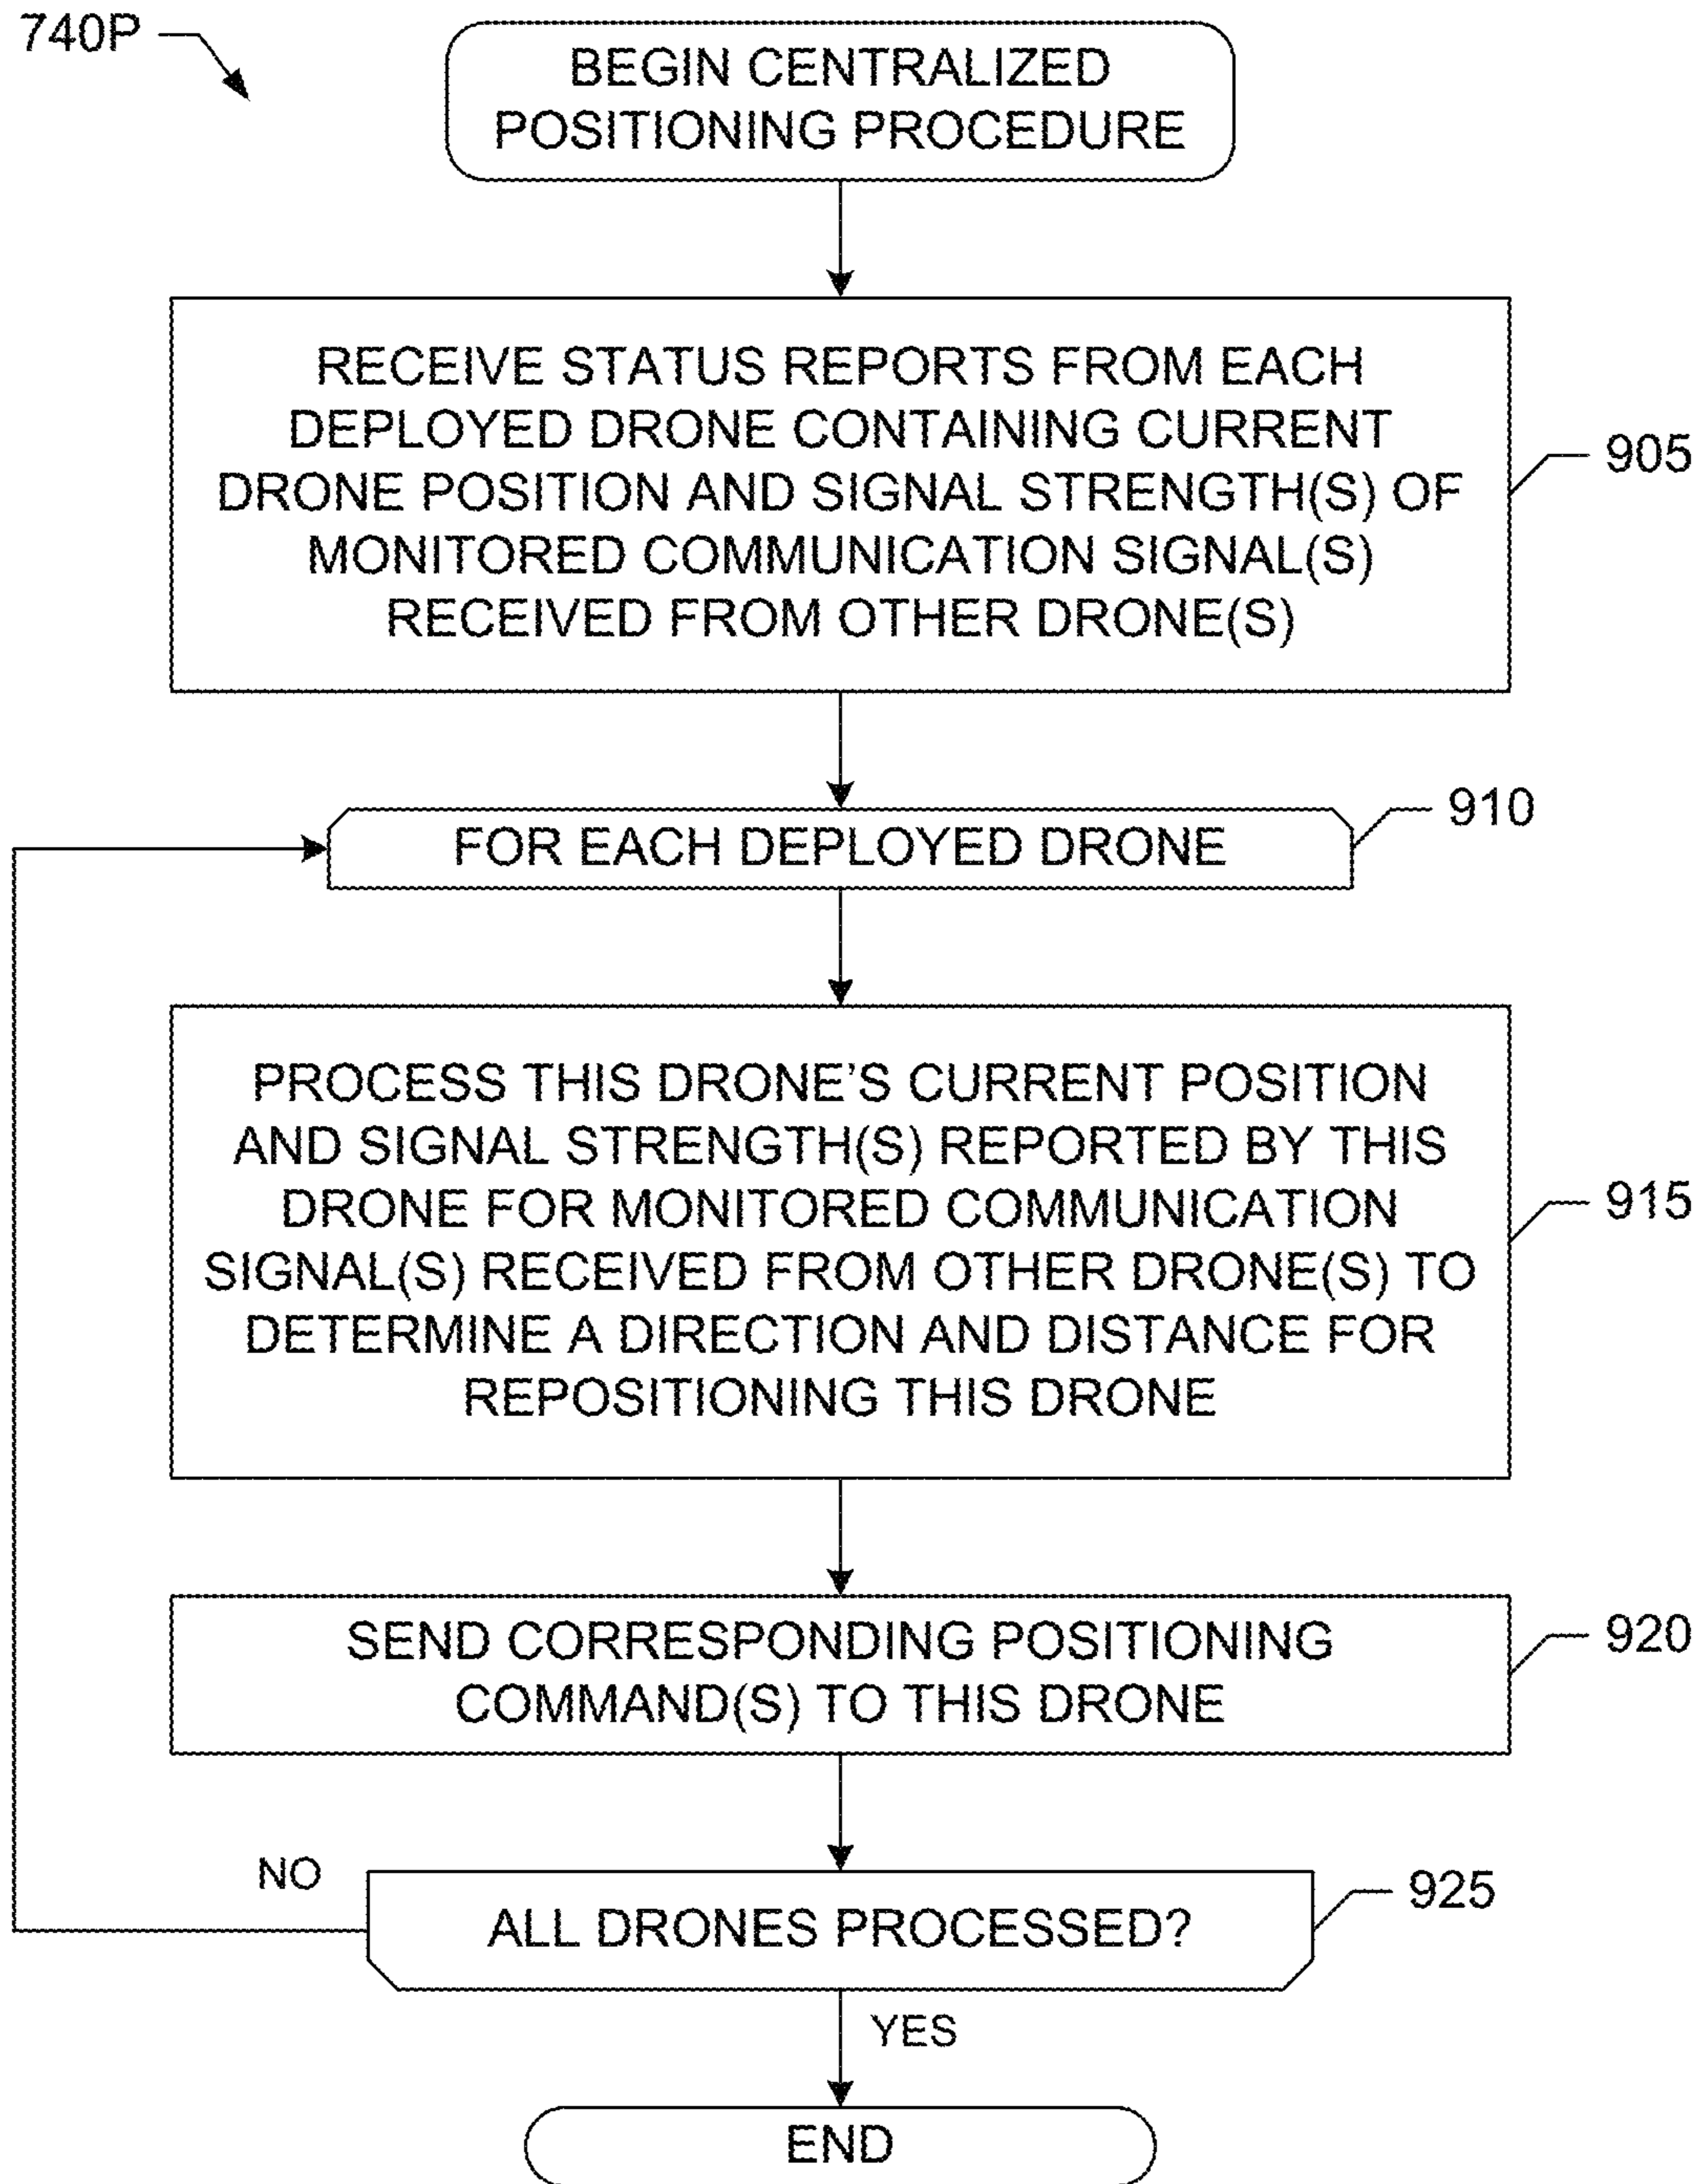 740P
BEGIN CENTRALIZED
POSITIONING PROCEDURE
RECEIVE STATUS REPORTS FROM EACH
DEPLOYED DRONE CONTAINING CURRENT
DRONE POSITION AND SIGNAL STRENGTH(S) OF
MONITORED COMMUNICATION SIGNAL(S)
RECEIVED FROM OTHER DRONE(S)
905
FOR EACH DEPLOYED DRONE
910
PROCESS THIS DRONE’S CURRENT POSITION
AND SIGNAL STRENGTH(S) REPORTED BY THIS
DRONE FOR MONITORED COMMUNICATION
SIGNAL(S) RECEIVED FROM OTHER DRONE(S) TO
DETERMINE A DIRECTION AND DISTANCE FOR
REPOSITIONING THIS DRONE
915
SEND CORRESPONDING POSITIONING
COMMAND(S) TO THIS DRONE
920
NO
ALL DRONES PROCESSED?
925
YES
END